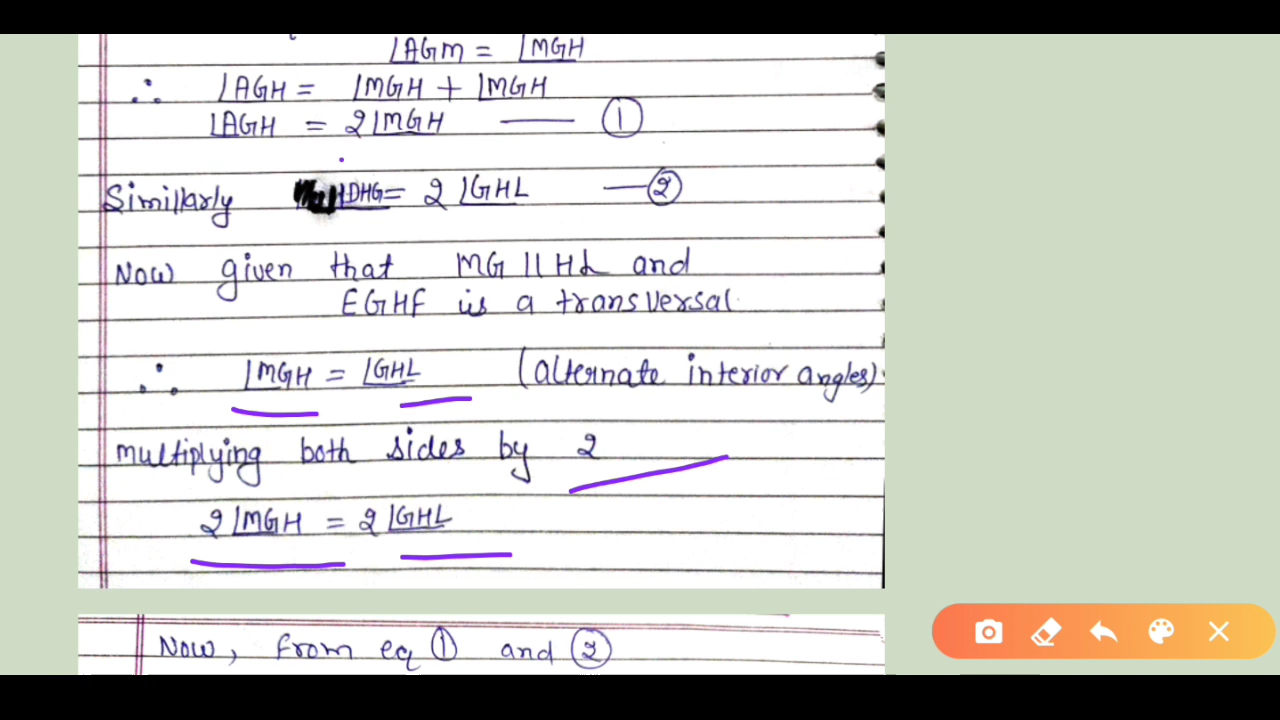 ∠AGM = ∠MGH
∴ ∠AGH = ∠MGH + ∠MGH
∠AGH = 2∠MGH —— ①
Simillarly ∠DHG = 2 ∠GHL — ②
Now given that MG || HL and
EGHF is a transversal
∴ ∠MGH = ∠GHL (alternate interior angles)
multiplying both sides by 2
2∠MGH = 2∠GHL
Now, From eq ① and ②